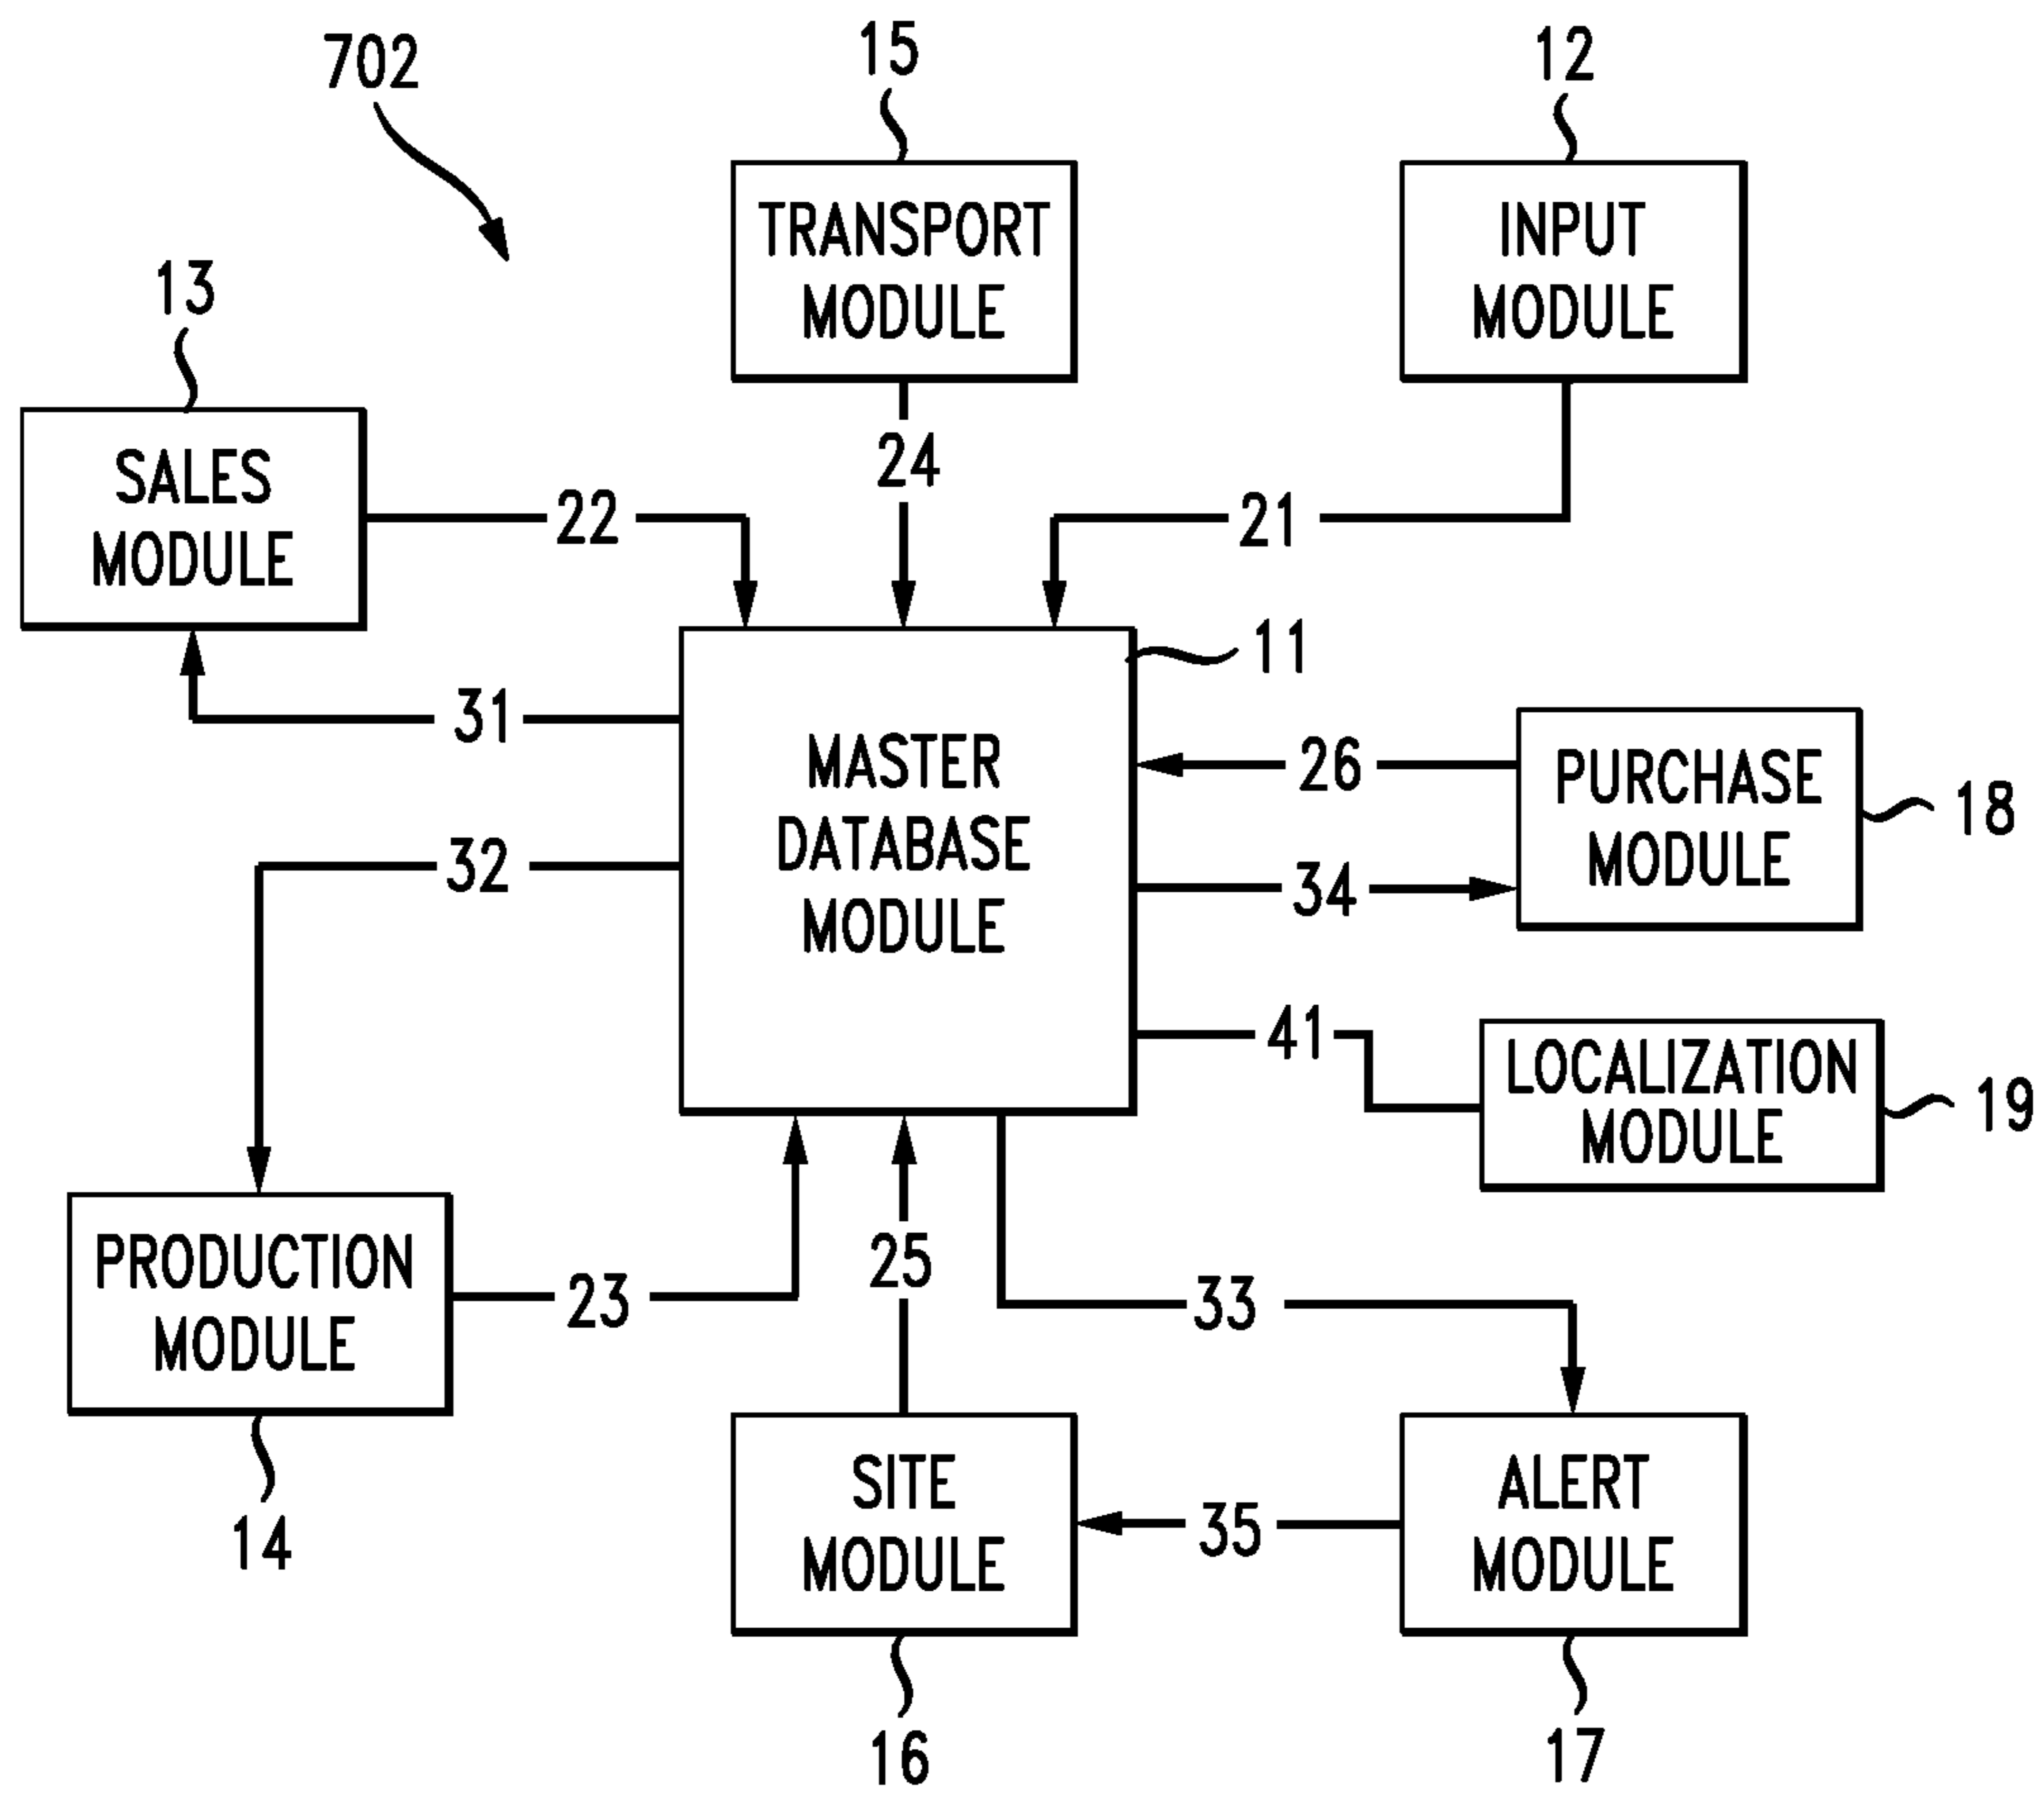 702
15
12
TRANSPORT
MODULE
INPUT
MODULE
13
SALES
MODULE
24
22
21
11
31
MASTER
DATABASE
MODULE
26
PURCHASE
MODULE
18
32
34
41
LOCALIZATION
MODULE
19
PRODUCTION
MODULE
23
25
33
14
SITE
MODULE
35
ALERT
MODULE
16
17